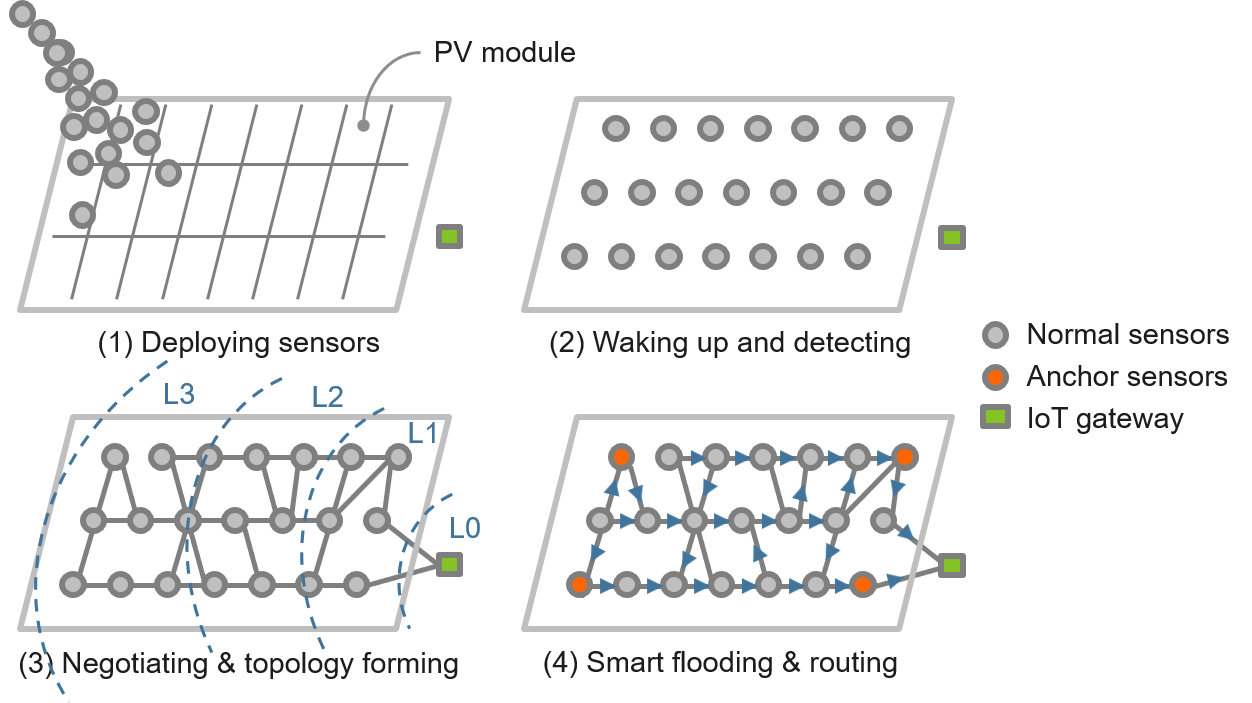 PV module
(1) Deploying sensors
(2) Waking up and detecting
Normal sensors
Anchor sensors
IoT gateway
L3
L2
L1
L0
(3) Negotiating & topology forming
(4) Smart flooding & routing